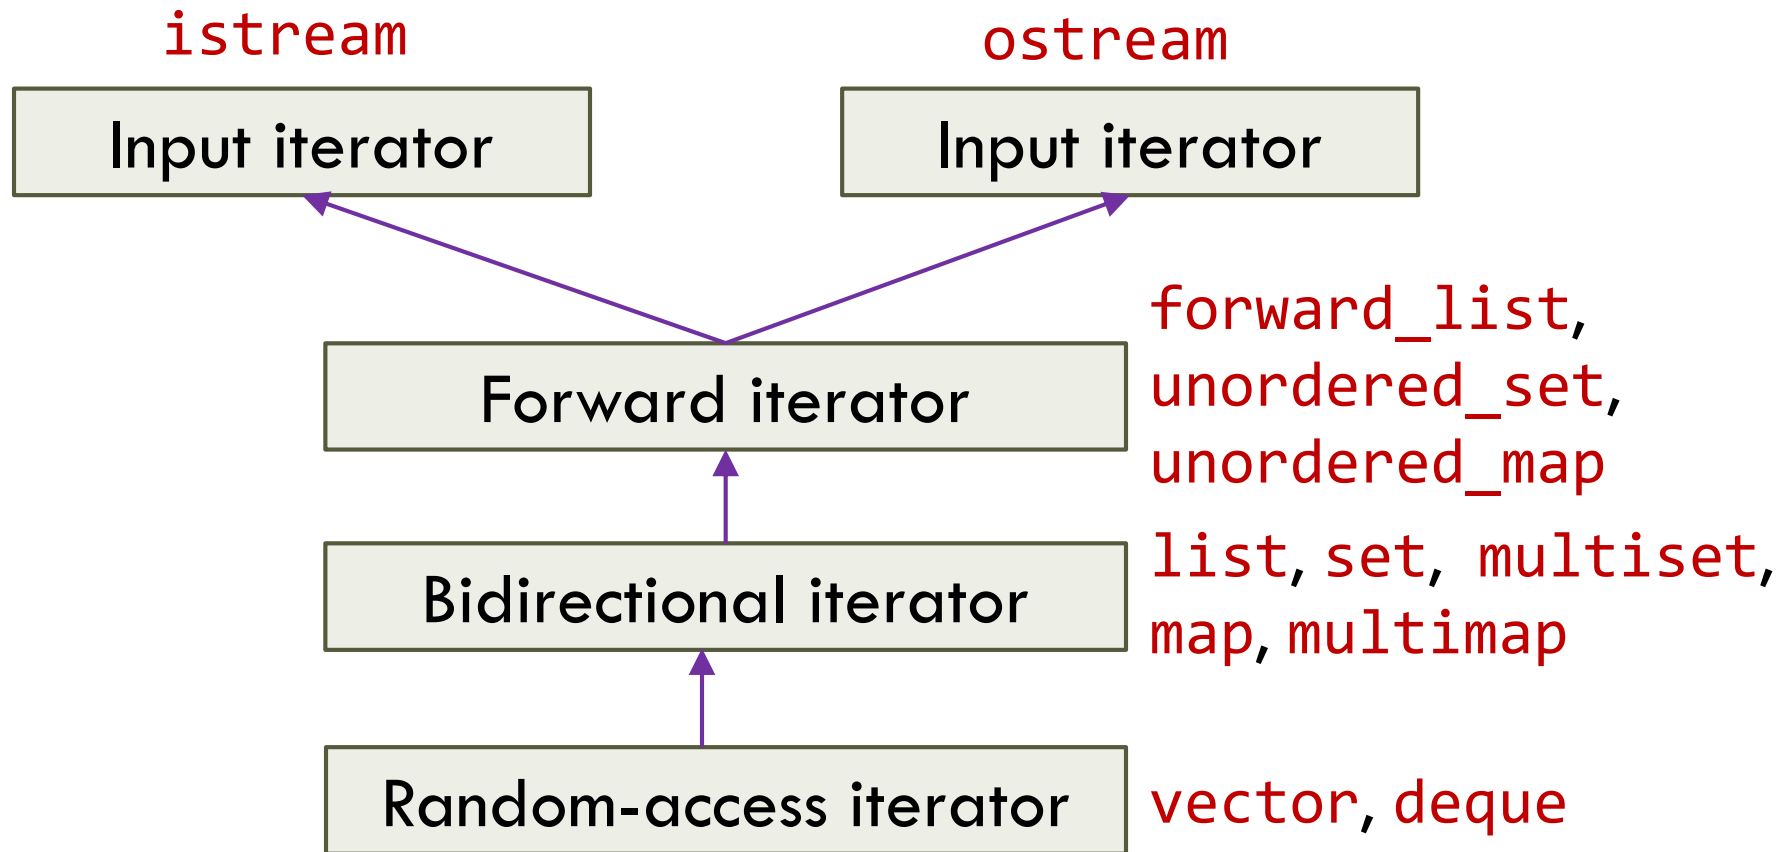 istream
ostream
Input iterator
Input iterator
forward_list,
unordered_set,
unordered_map
Forward iterator
list, set, multiset,
map, multimap
Bidirectional iterator
Random-access iterator
vector, deque